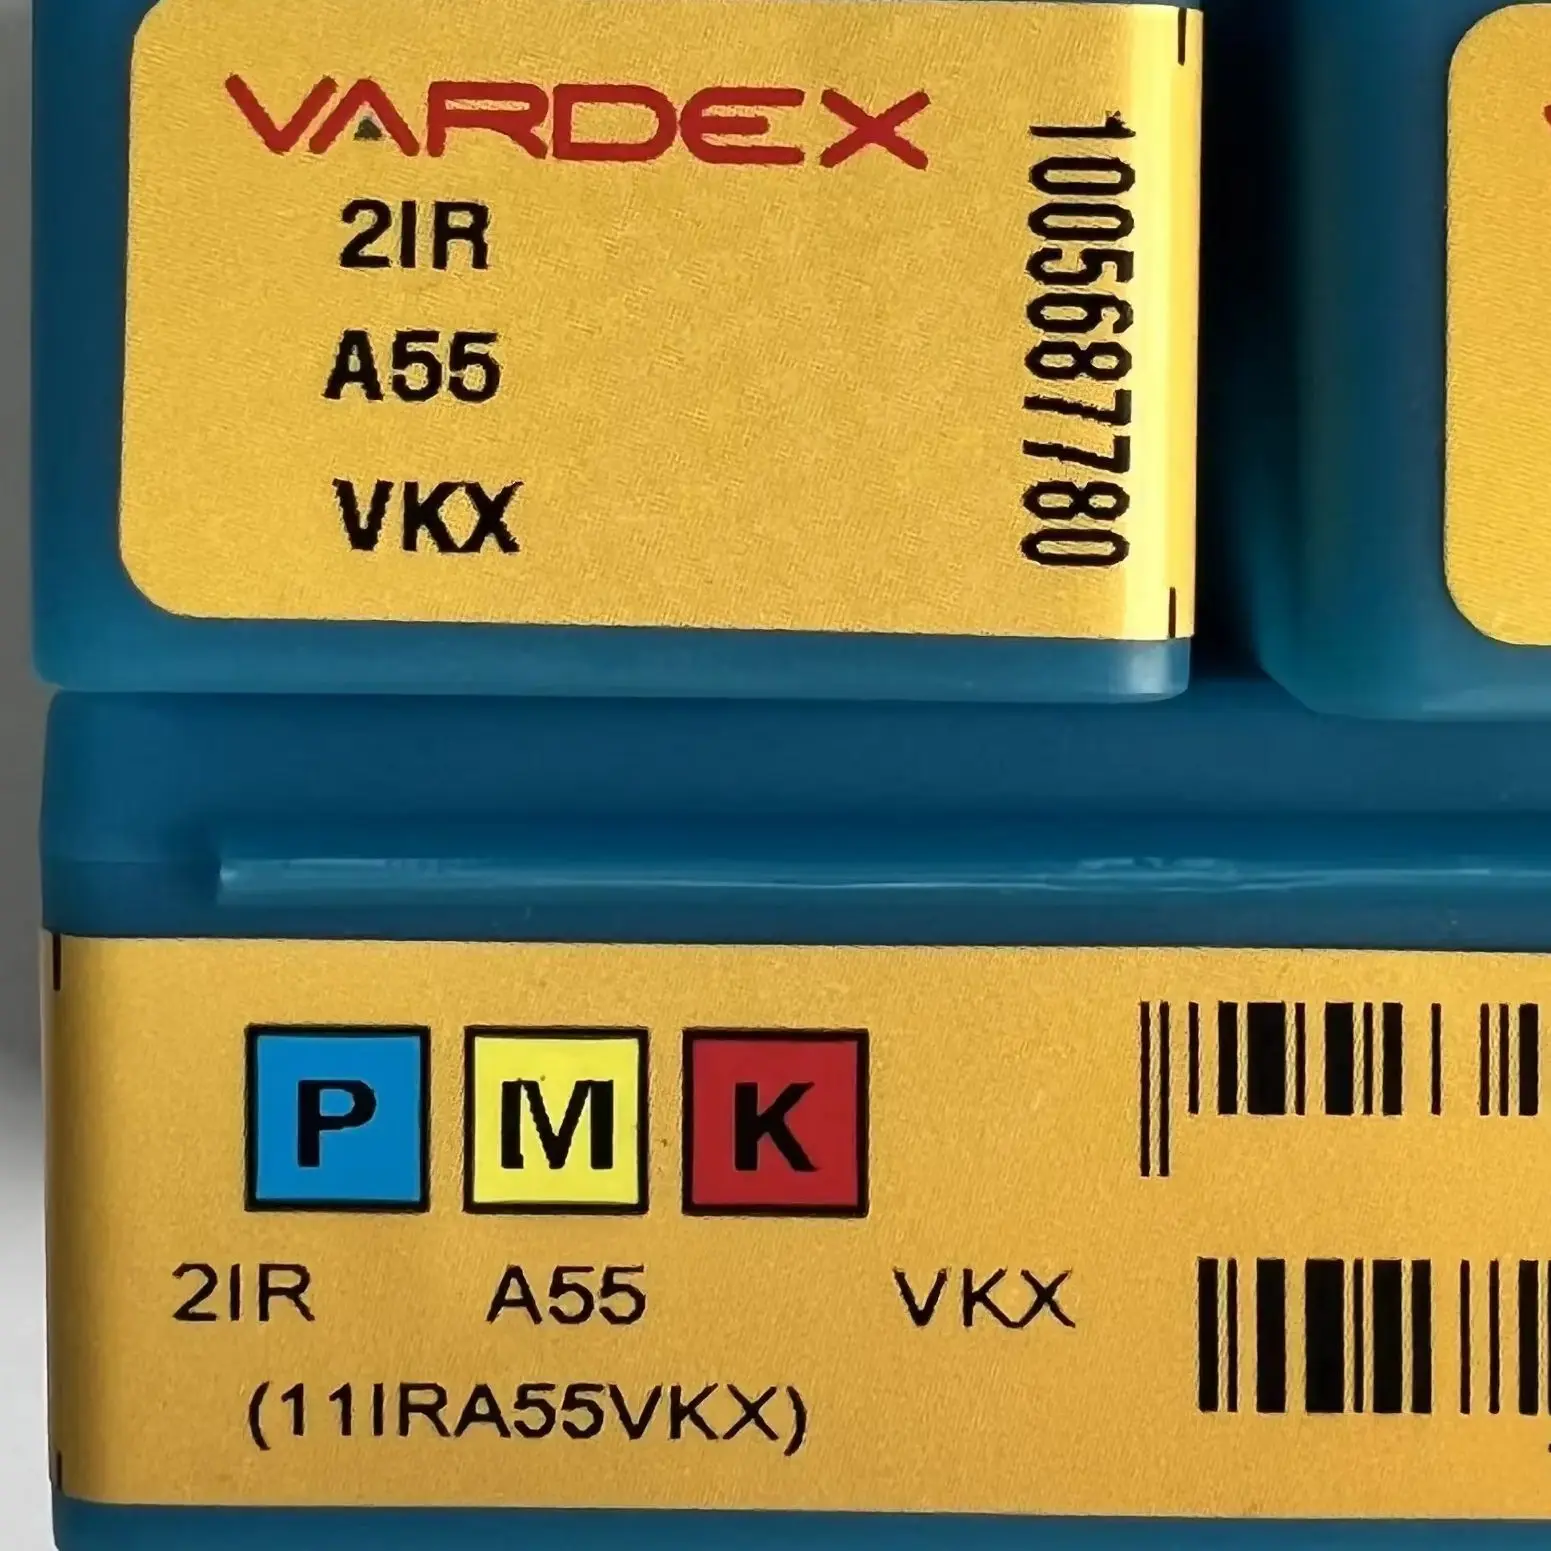 VARDEX
2IR
A55
VKX
1005687780
P M K
2IR A55 VKX
(11IRA55VKX)